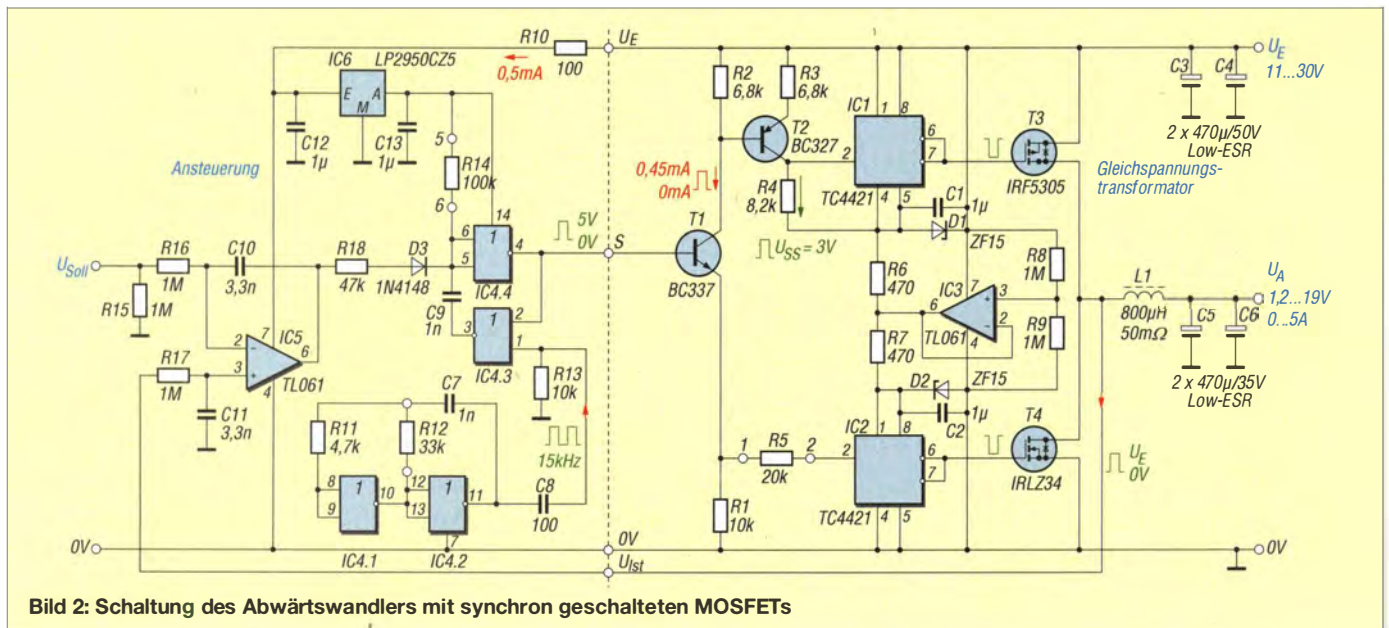 R10
100
U_E
0,5mA
IC6
LP2950CZ5
E
A
M
C12
1µ
C13
1µ
5
R14
100k
6
Ansteuerung
U_Soll
R16
1M
C10
3,3n
R18
47k
D3
1N4148
6
5
14
1
4
IC4.4
5V
0V
S
R15
1M
R17
1M
2
-
3
+
7
IC5
6
TL061
4
C11
3,3n
C9
1n
3
1
2
1
IC4.3
R13
10k
C7
1n
R11
4,7k
R12
33k
15kHz
8
9
1
10
12
13
1
11
7
C8
100
IC4.1
IC4.2
0V
0V
U_Ist
R2
6,8k
R3
6,8k
T2
BC327
0,45mA
0mA
R4
8,2k
T1
BC337
U_SS = 3V
IC1
1
8
2
6
7
TC4421
4
5
C1
1µ
D1
ZF15
R6
470
R7
470
IC3
7
+
3
6
-
2
TL061
4
R8
1M
R9
1M
D2
ZF15
C2
1µ
IC2
1
8
1
R5
2
20k
2
6
7
TC4421
4
5
R1
10k
T3
IRF5305
Gleichspannungs-
transformator
T4
IRLZ34
U_E
0V
C3
C4
2 x 470µ/50V
Low-ESR
U_E
11...30V
L1
800µH
50mΩ
C5
C6
2 x 470µ/35V
Low-ESR
U_A
1,2...19V
0...5A
0V
Bild 2: Schaltung des Abwärtswandlers mit synchron geschalteten MOSFETs